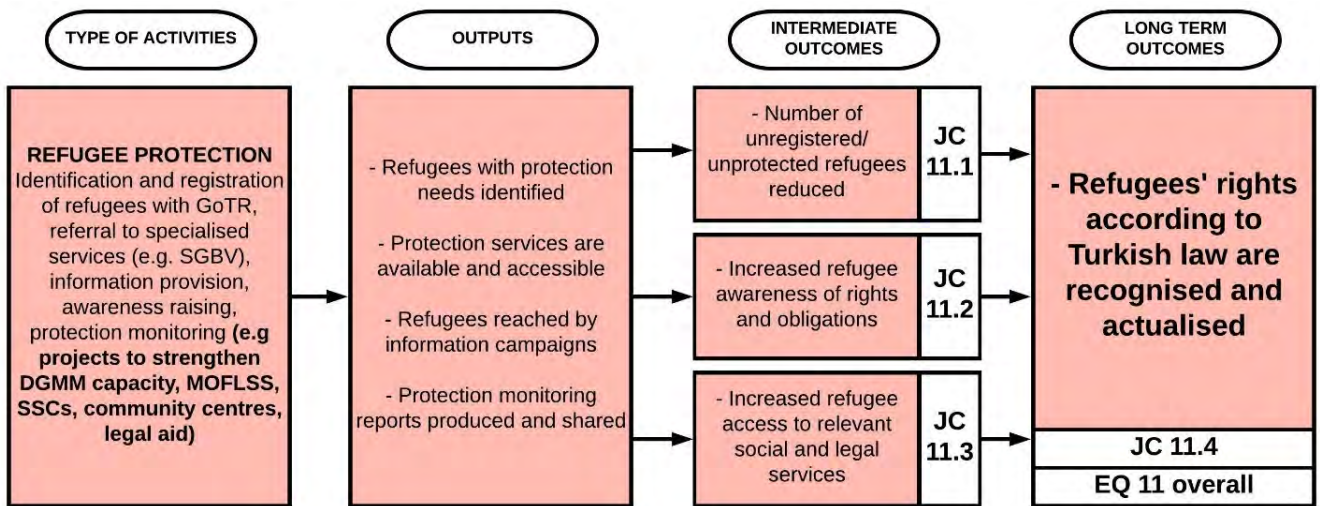 TYPE OF ACTIVITIES
OUTPUTS
INTERMEDIATE
OUTCOMES
LONG TERM
OUTCOMES
REFUGEE PROTECTION
Identification and registration
of refugees with GoTR,
referral to specialised
services (e.g. SGBV),
information provision,
awareness raising,
protection monitoring (e.g
projects to strengthen
DGMM capacity, MOFLSS,
SSCs, community centres,
legal aid)
- Refugees with protection
needs identified
- Protection services are
available and accessible
- Refugees reached by
information campaigns
- Protection monitoring
reports produced and shared
- Number of
unregistered/
unprotected refugees
reduced
JC
11.1
- Increased refugee
awareness of rights
and obligations
JC
11.2
- Increased refugee
access to relevant
social and legal
services
JC
11.3
- Refugees' rights
according to
Turkish law are
recognised and
actualised
JC 11.4
EQ 11 overall